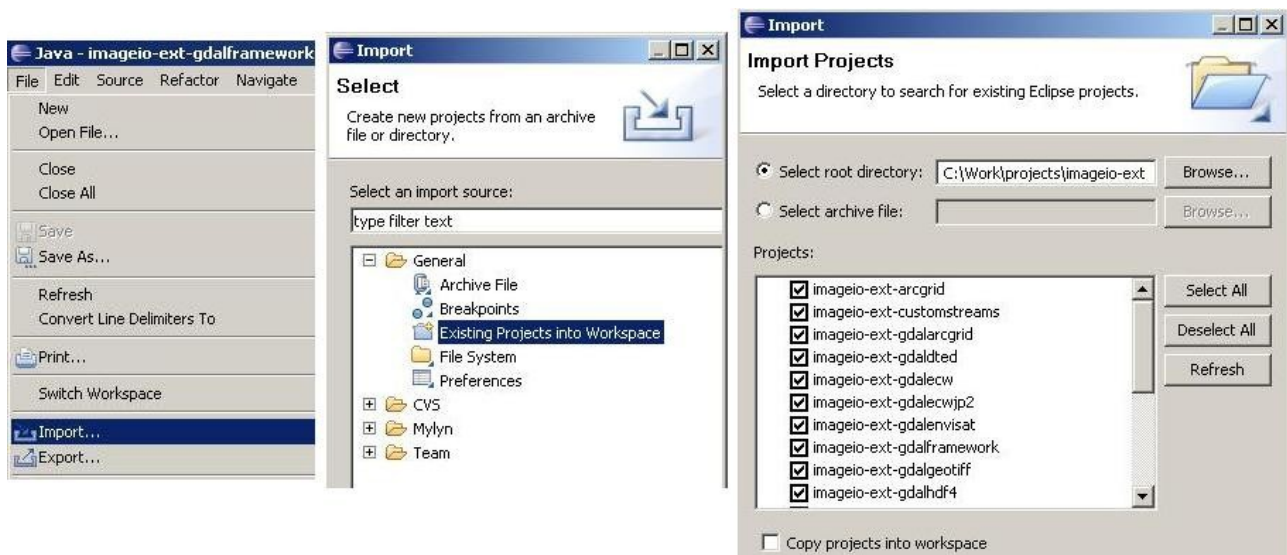 Java - imageio-ext-gdalframework
File Edit Source Refactor Navigate
New
Open File...
Close
Close All
Save
Save As...
Refresh
Convert Line Delimiters To
Print...
Switch Workspace
Import...
Export...
Import
Select
Create new projects from an archive
file or directory.
Select an import source:
type filter text
General
Archive File
Breakpoints
Existing Projects into Workspace
File System
Preferences
CVS
Mylyn
Team
Import
Import Projects
Select a directory to search for existing Eclipse projects.
Select root directory: C:\Work\projects\imageio-ext Browse...
Select archive file: Browse...
Projects:
imageio-ext-arcgrid
imageio-ext-customstreams
imageio-ext-gdalarcgrid
imageio-ext-gdaldted
imageio-ext-gdalecw
imageio-ext-gdalecwjp2
imageio-ext-gdalenvisat
imageio-ext-gdalframework
imageio-ext-gdalgeotiff
imageio-ext-gdalhdf4
Select All
Deselect All
Refresh
Copy projects into workspace